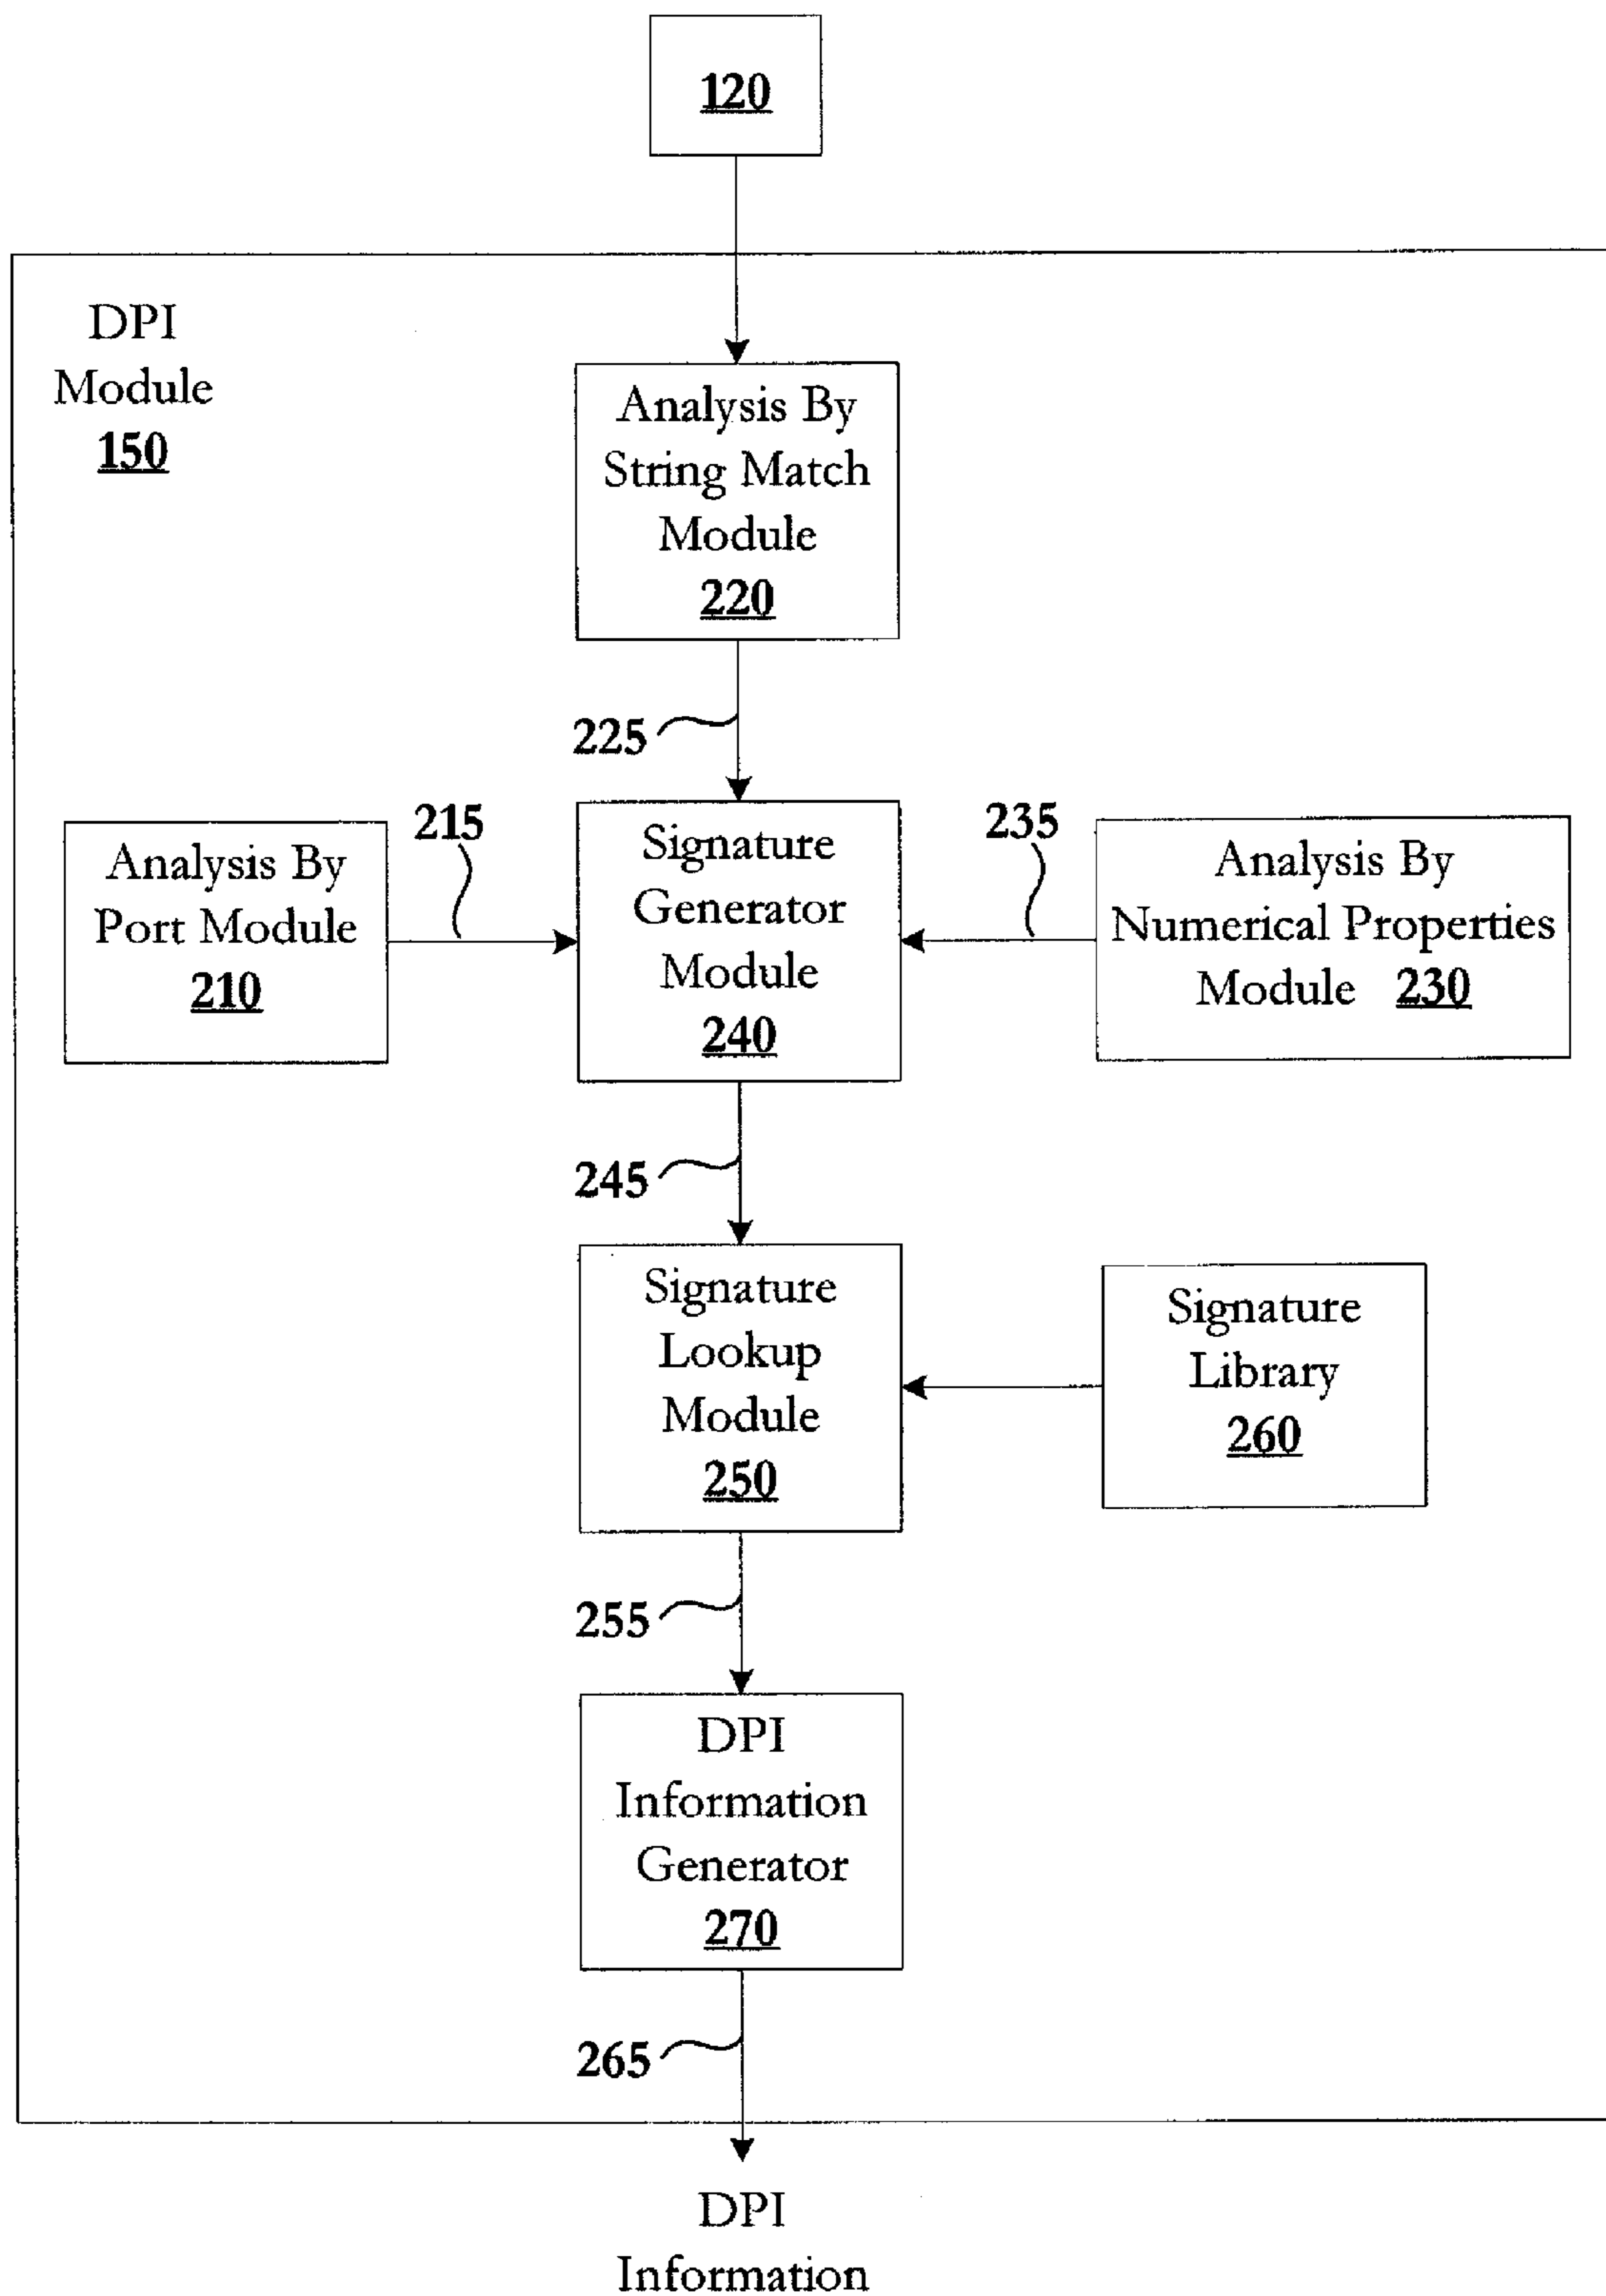 120
DPI
Module
150
Analysis By
String Match
Module
220
225
Analysis By
Port Module
210
215
Signature
Generator
Module
240
235
Analysis By
Numerical Properties
Module 230
245
Signature
Lookup
Module
250
Signature
Library
260
255
DPI
Information
Generator
270
265
DPI
Information